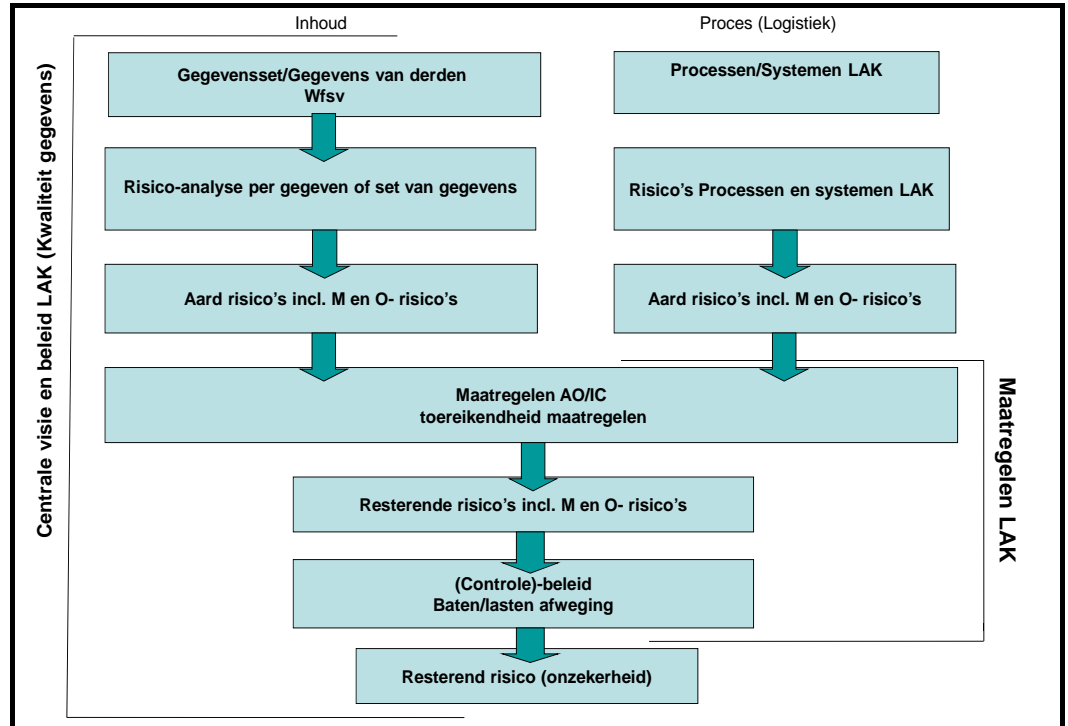 Inhoud
Proces (Logistiek)
Centrale visie en beleid LAK (Kwaliteit gegevens)
Gegevensset/Gegevens van derden
Wfsv
Processen/Systemen LAK
Risico-analyse per gegeven of set van gegevens
Risico's Processen en systemen LAK
Aard risico's incl. M en O- risico's
Aard risico's incl. M en O- risico's
Maatregelen AO/IC
toereikendheid maatregelen
Maatregelen LAK
Resterende risico's incl. M en O- risico's
(Controle)-beleid
Baten/lasten afweging
Resterend risico (onzekerheid)